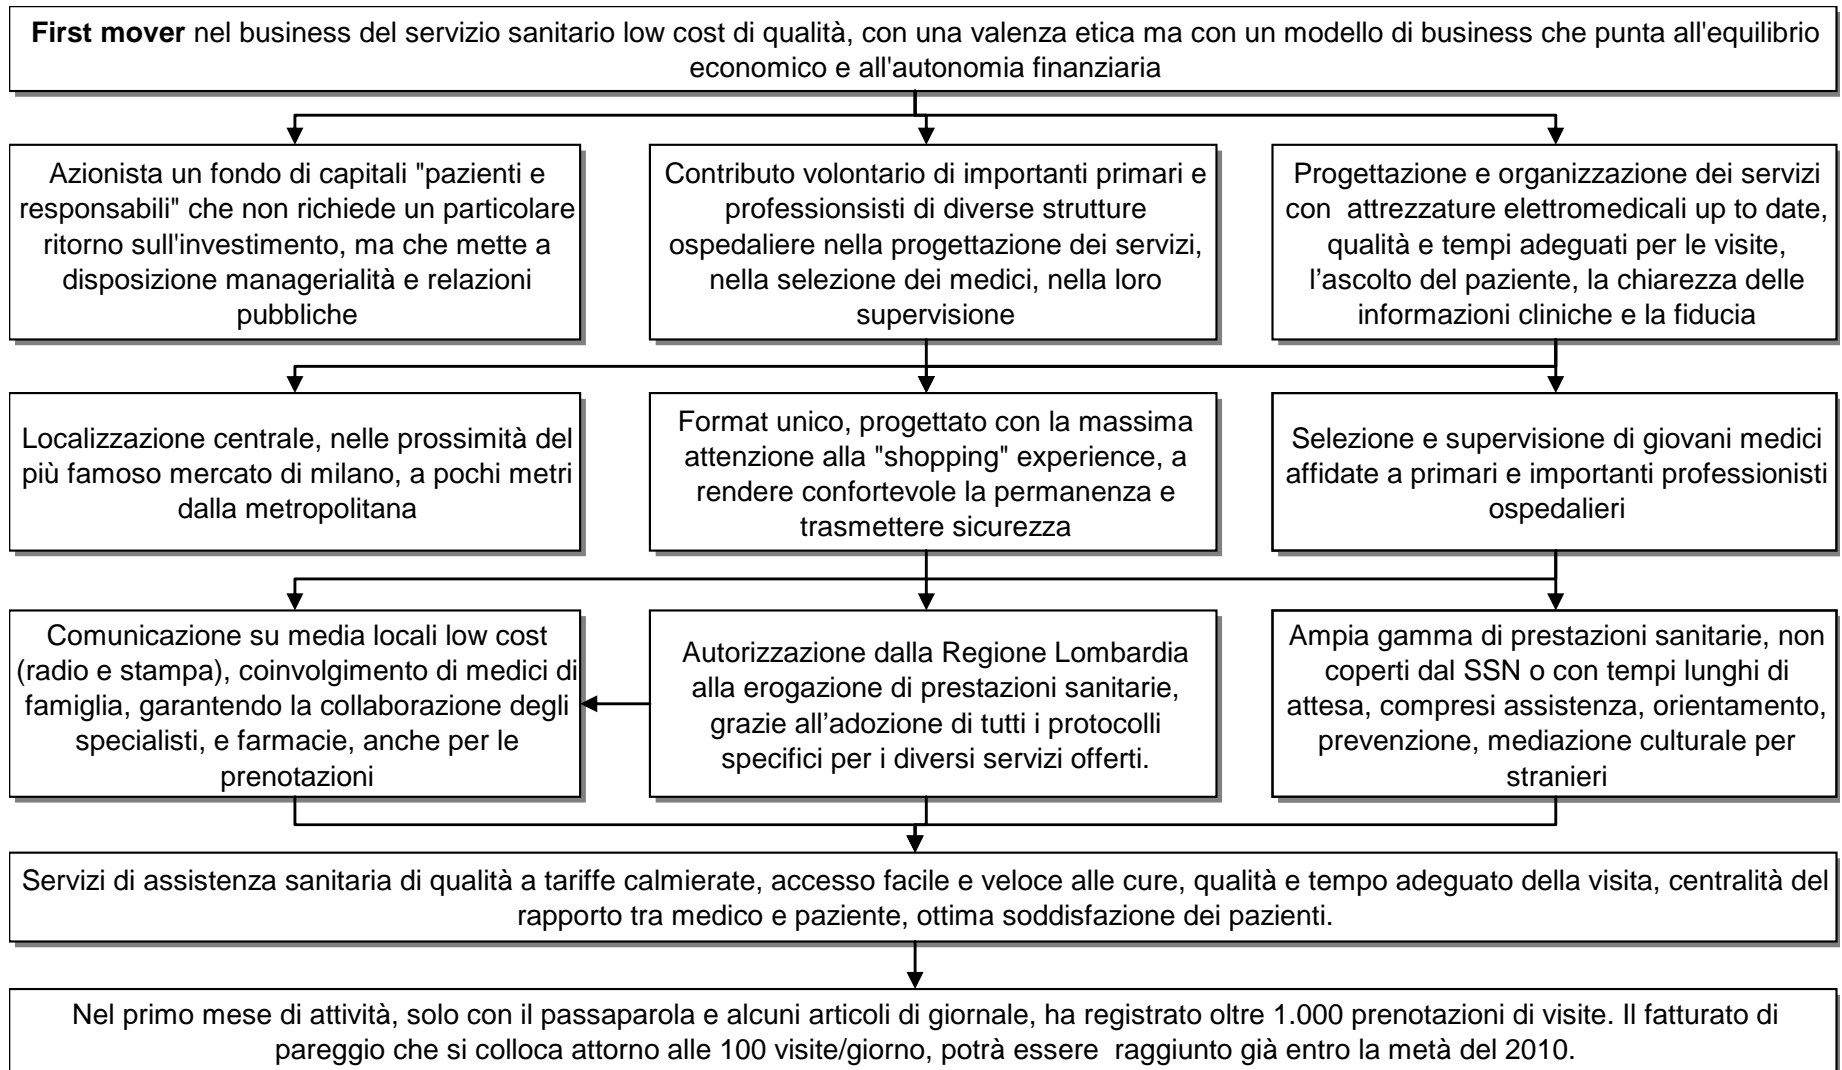 First mover nel business del servizio sanitario low cost di qualità, con una valenza etica ma con un modello di business che punta all'equilibrio
economico e all'autonomia finanziaria
Azionista un fondo di capitali "pazienti e
responsabili" che non richiede un particolare
ritorno sull'investimento, ma che mette a
disposizione managerialità e relazioni
pubbliche
Contributo volontario di importanti primari e
professionsisti di diverse strutture
ospedaliere nella progettazione dei servizi,
nella selezione dei medici, nella loro
supervisione
Progettazione e organizzazione dei servizi
con attrezzature elettromedicali up to date,
qualità e tempi adeguati per le visite,
l’ascolto del paziente, la chiarezza delle
informazioni cliniche e la fiducia
Localizzazione centrale, nelle prossimità del
più famoso mercato di milano, a pochi metri
dalla metropolitana
Format unico, progettato con la massima
attenzione alla "shopping" experience, a
rendere confortevole la permanenza e
trasmettere sicurezza
Selezione e supervisione di giovani medici
affidate a primari e importanti professionisti
ospedalieri
Comunicazione su media locali low cost
(radio e stampa), coinvolgimento di medici di
famiglia, garantendo la collaborazione degli
specialisti, e farmacie, anche per le
prenotazioni
Autorizzazione dalla Regione Lombardia
alla erogazione di prestazioni sanitarie,
grazie all’adozione di tutti i protocolli
specifici per i diversi servizi offerti.
Ampia gamma di prestazioni sanitarie, non
coperti dal SSN o con tempi lunghi di
attesa, compresi assistenza, orientamento,
prevenzione, mediazione culturale per
stranieri
Servizi di assistenza sanitaria di qualità a tariffe calmierate, accesso facile e veloce alle cure, qualità e tempo adeguato della visita, centralità del
rapporto tra medico e paziente, ottima soddisfazione dei pazienti.
Nel primo mese di attività, solo con il passaparola e alcuni articoli di giornale, ha registrato oltre 1.000 prenotazioni di visite. Il fatturato di
pareggio che si colloca attorno alle 100 visite/giorno, potrà essere raggiunto già entro la metà del 2010.